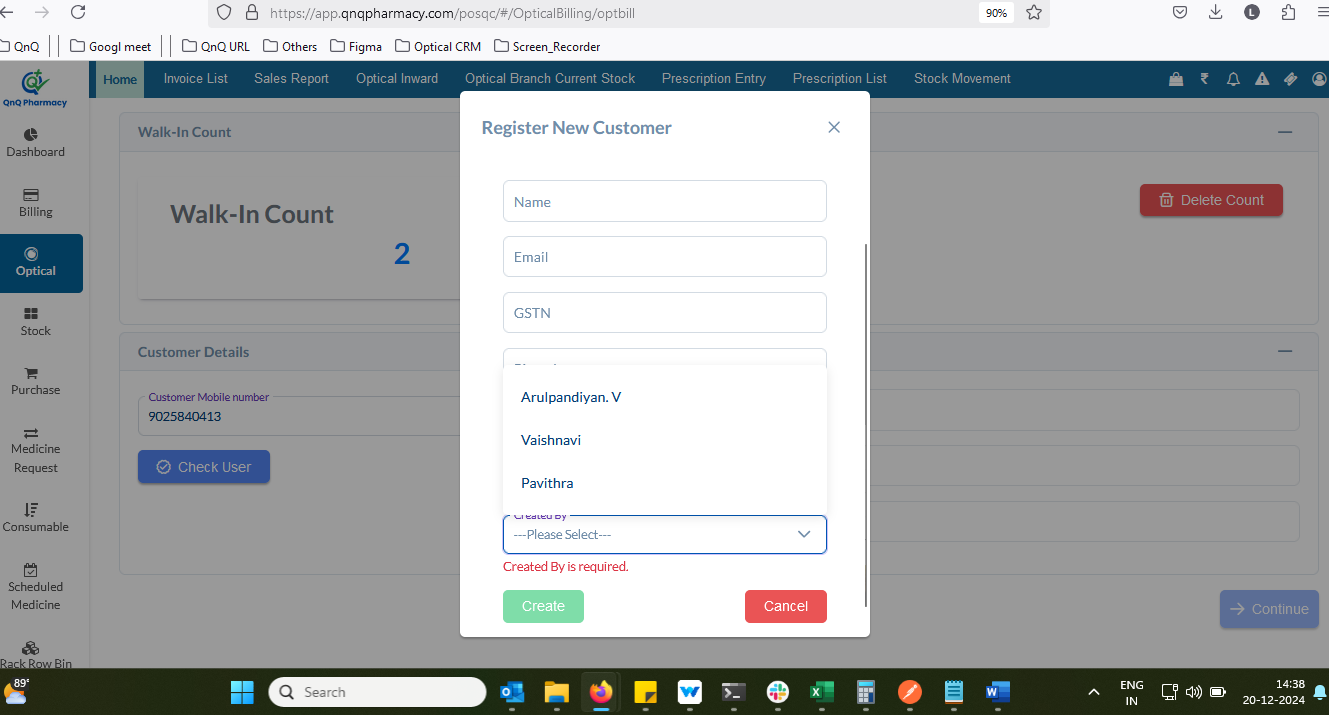 https://app.qnqpharmacy.com/posqc/#/OpticalBilling/optbill
90%
L
QnQ
Googl meet
QnQ URL
Others
Figma
Optical CRM
Screen_Recorder
QnQ Pharmacy
Home
Invoice List
Sales Report
Optical Inward
Optical Branch Current Stock
Prescription Entry
Prescription List
Stock Movement
Dashboard
Billing
Optical
Stock
Purchase
Medicine
Request
Consumable
Scheduled
Medicine
Rack Row Bin
Walk-In Count
Walk-In Count
2
Delete Count
Customer Details
Customer Mobile number
9025840413
Check User
Continue
Register New Customer
Name
Email
GSTN
Arulpandiyan. V
Vaishnavi
Pavithra
Created By
---Please Select---
Created By is required.
Create
Cancel
89°
Search
ENG
IN
14:38
20-12-2024